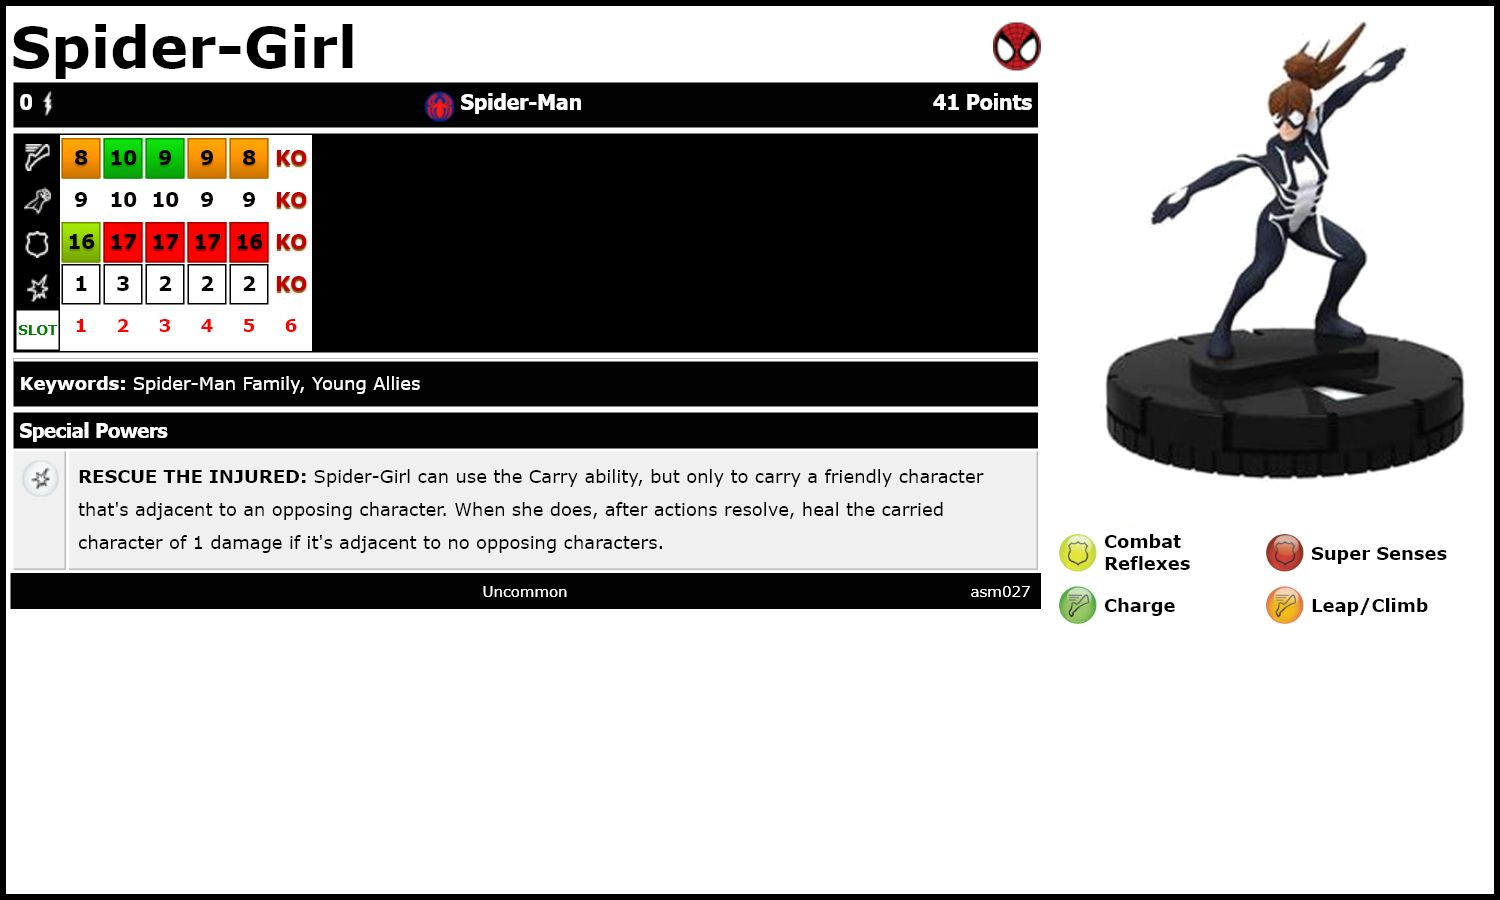 Spider-Girl
0 Spider-Man 41 Points
8 10 9 9 8 KO
9 10 10 9 9 KO
16 17 17 17 16 KO
1 3 2 2 2 KO
SLOT 1 2 3 4 5 6
Keywords: Spider-Man Family, Young Allies
Special Powers
RESCUE THE INJURED: Spider-Girl can use the Carry ability, but only to carry a friendly character
that's adjacent to an opposing character. When she does, after actions resolve, heal the carried
character of 1 damage if it's adjacent to no opposing characters.
Uncommon asm027
Combat
Reflexes
Super Senses
Charge
Leap/Climb